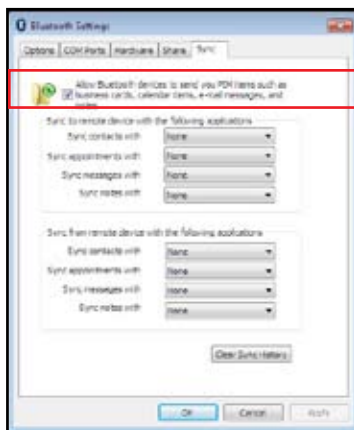 Bluetooth Settings
Options COM Ports Hardware Share Sync
Allow Bluetooth devices to send you PIM items such as
business cards, calendar items, e-mail messages, and
notes.
Sync to remote device with the following applications
Sync contacts with None
Sync appointments with None
Sync messages with None
Sync notes with None
Sync from remote device with the following applications
Sync contacts with None
Sync appointments with None
Sync messages with None
Sync notes with None
Clear Sync History
OK Cancel Apply